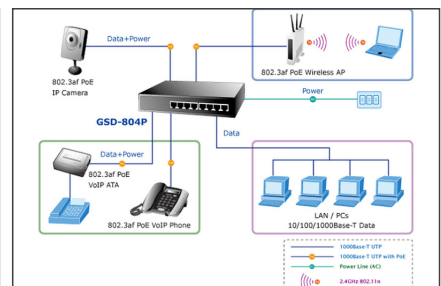 Data+Power
802.3af PoE
IP Camera
802.3af PoE Wireless AP
Power
GSD-804P
Data
Data+Power
802.3af PoE
VoIP ATA
802.3af PoE VoIP Phone
LAN / PCs
10/100/1000Base-T Data
1000Base-T UTP
1000Base-T UTP with PoE
Power Line (AC)
2.4GHz 802.11n